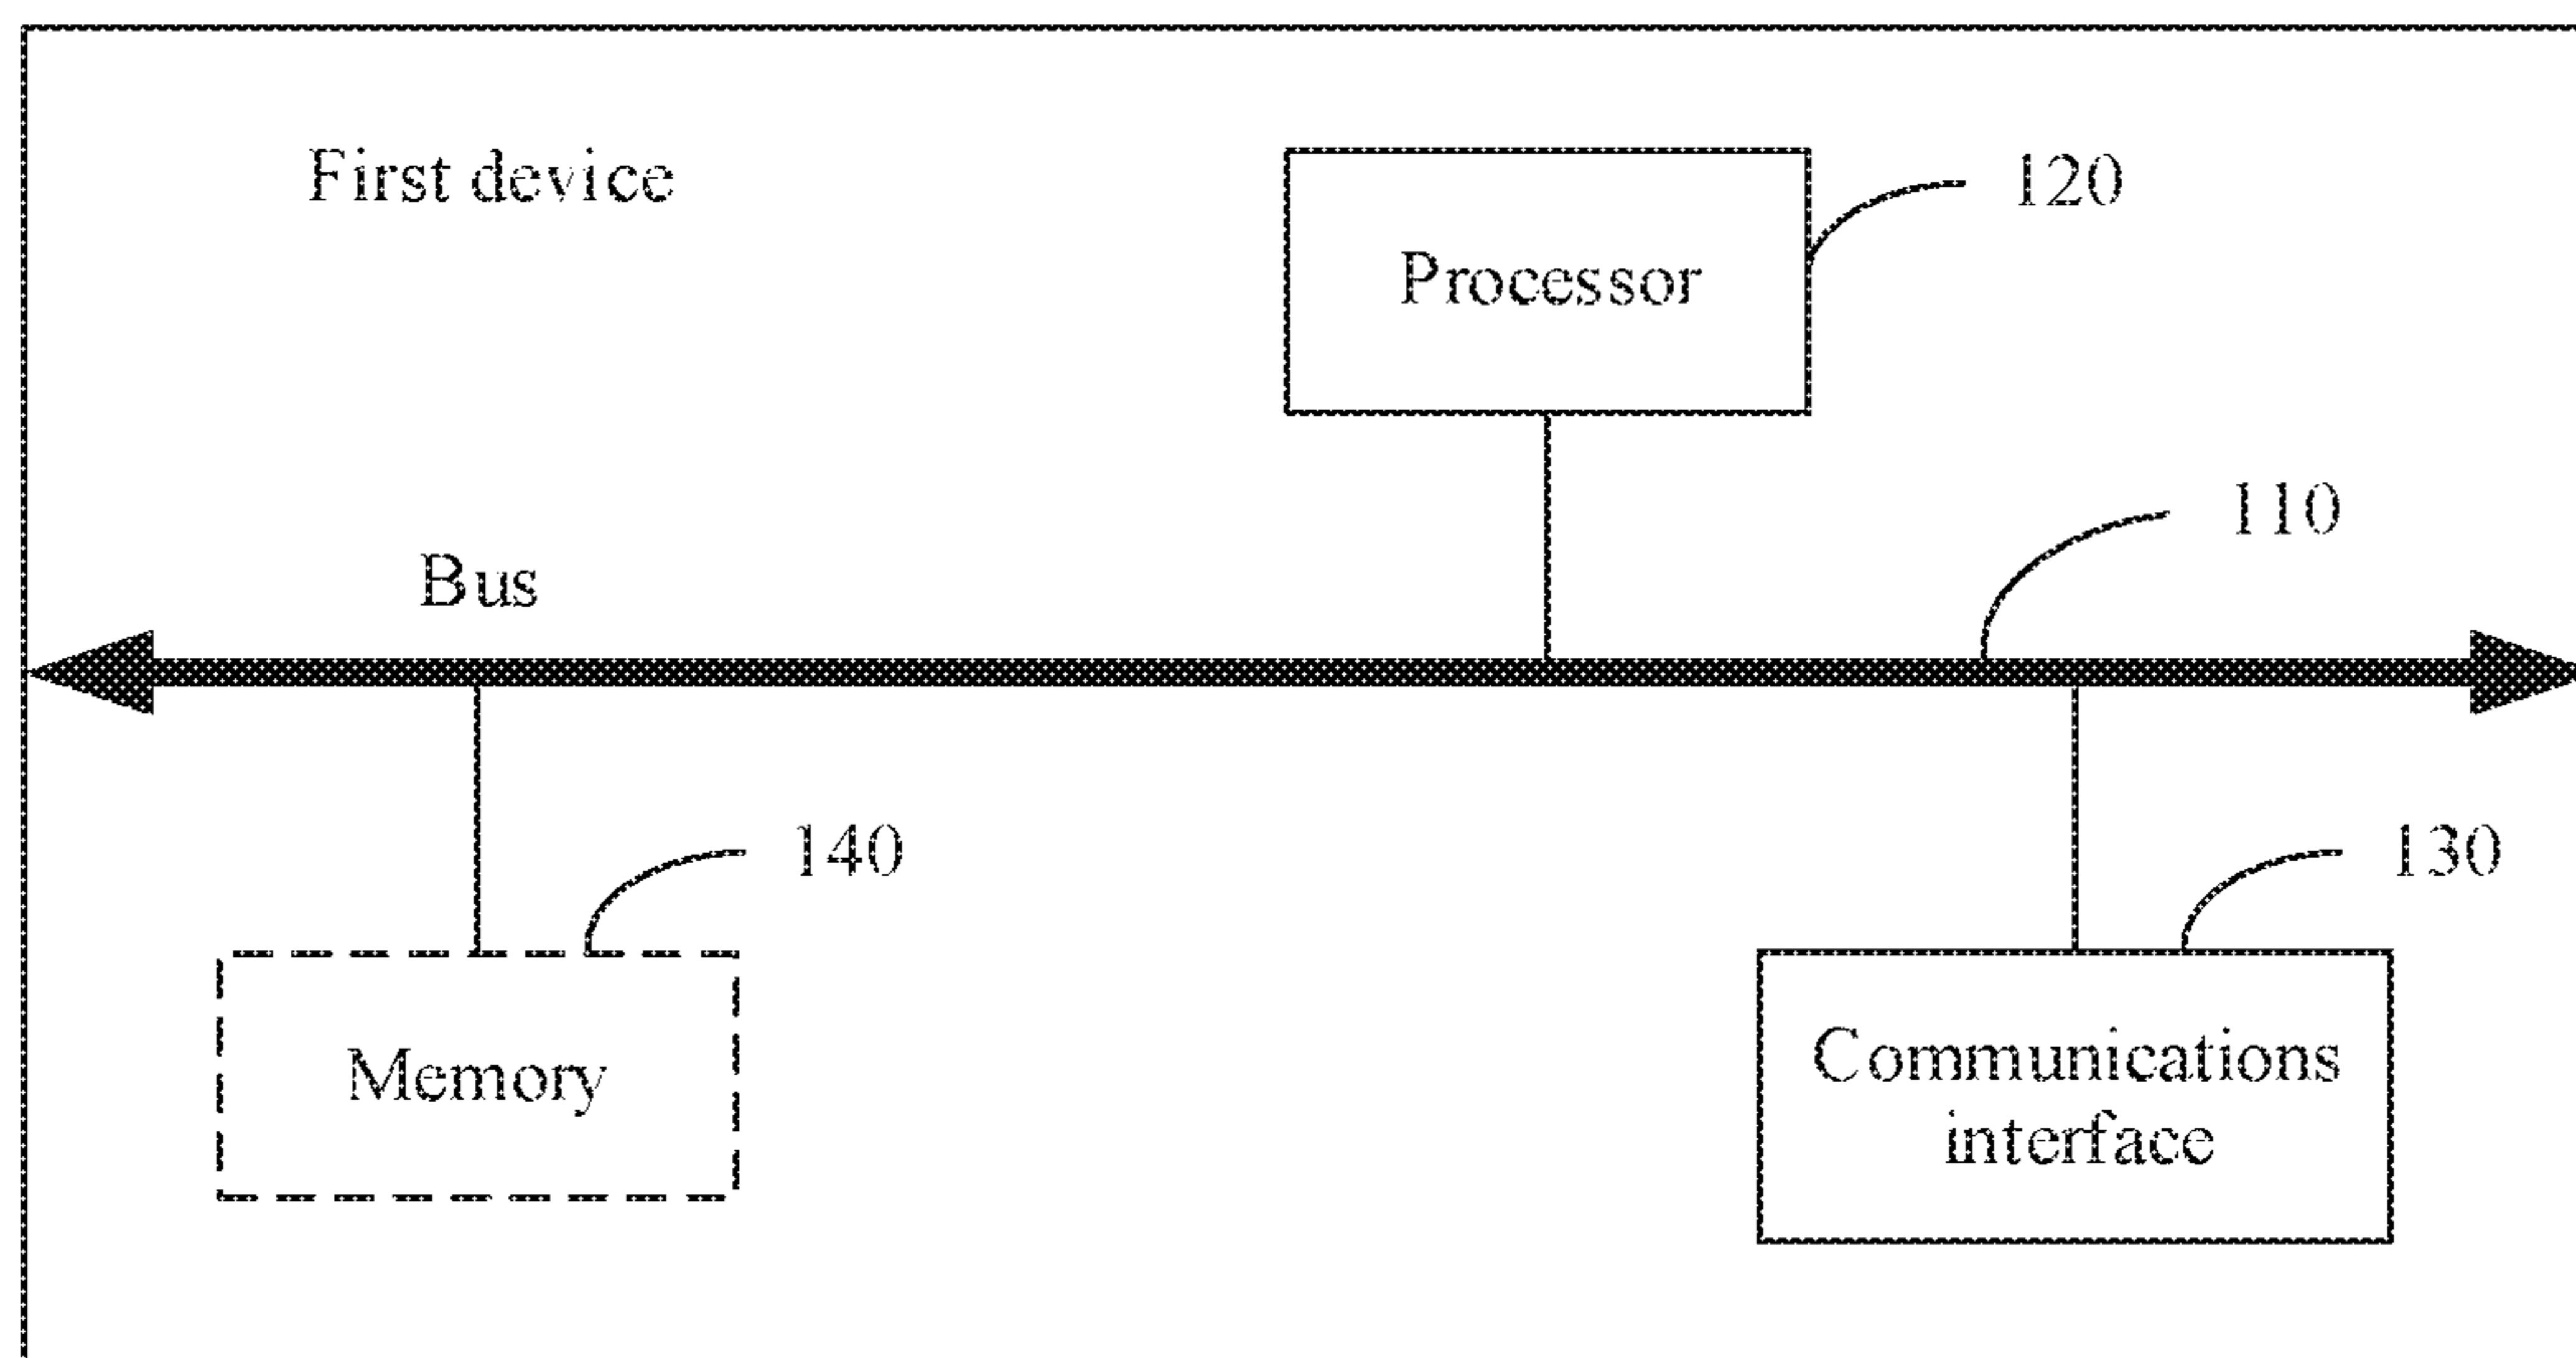 First device
120
Processor
110
Bus
140
130
Memory
Communications
interface